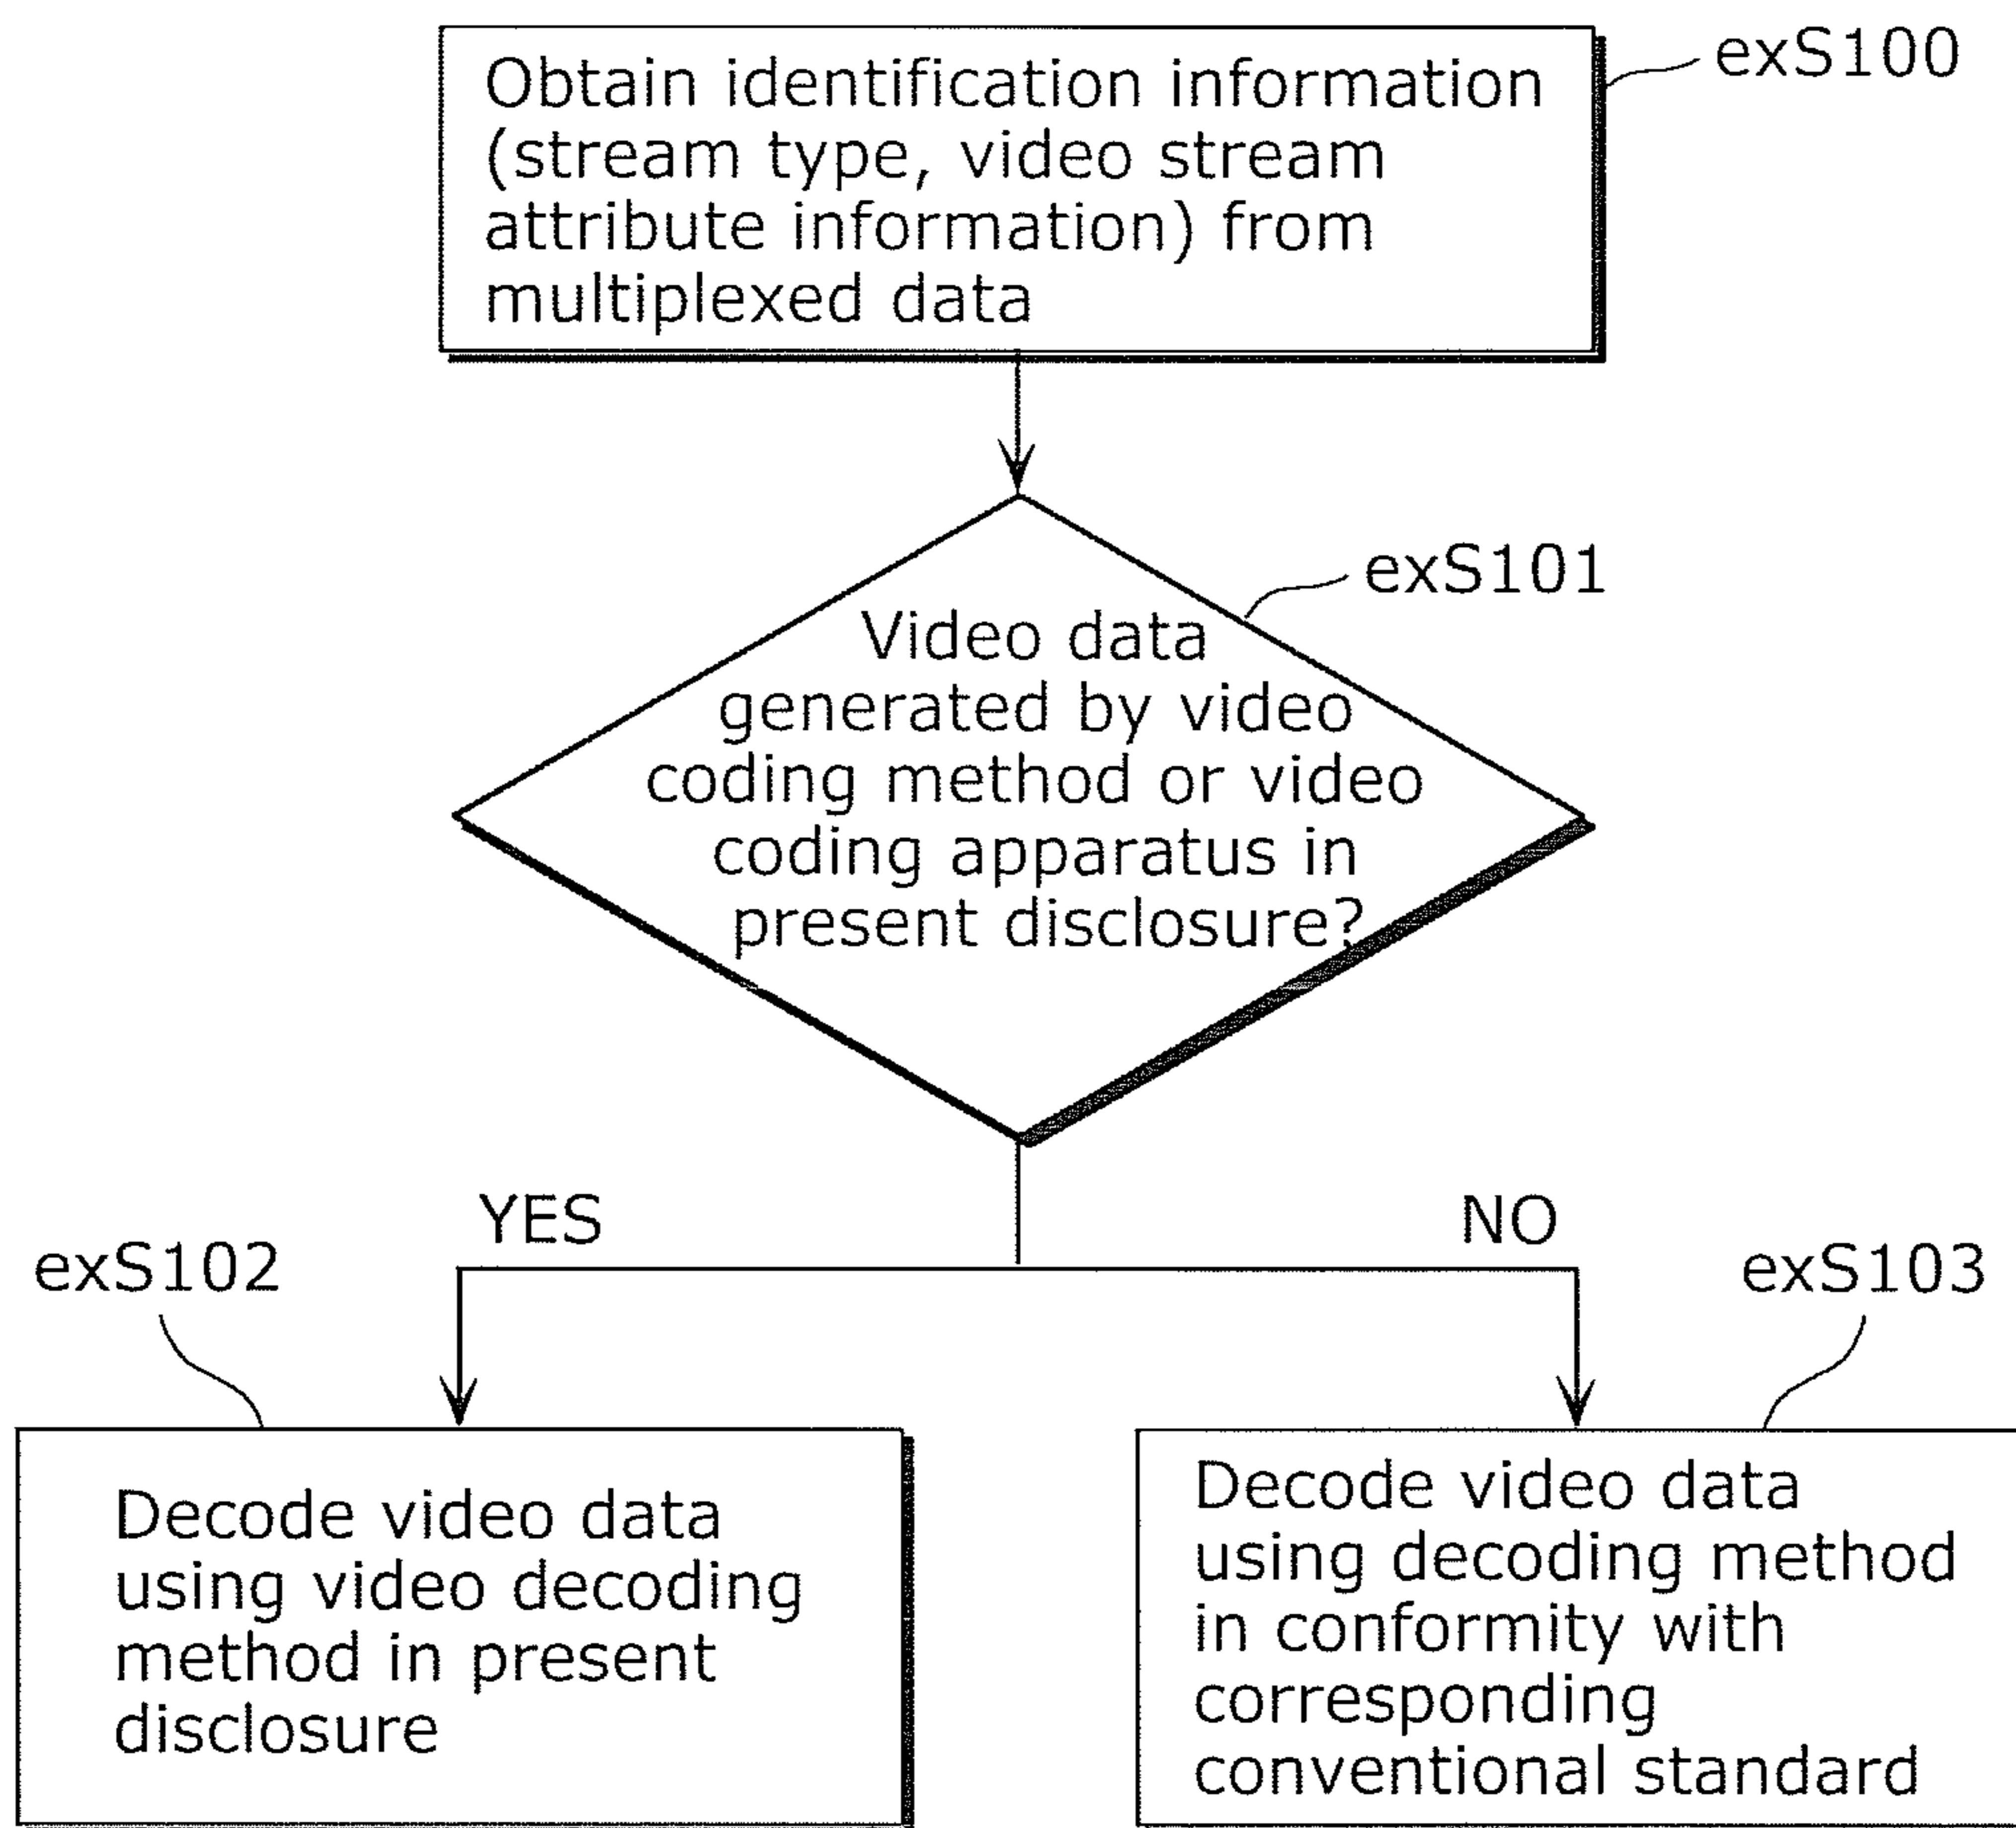 Obtain identification information
(stream type, video stream
attribute information) from
multiplexed data
exS100
exS101
Video data
generated by video
coding method or video
coding apparatus in
present disclosure?
YES
NO
exS102
exS103
Decode video data
using video decoding
method in present
disclosure
Decode video data
using decoding method
in conformity with
corresponding
conventional standard